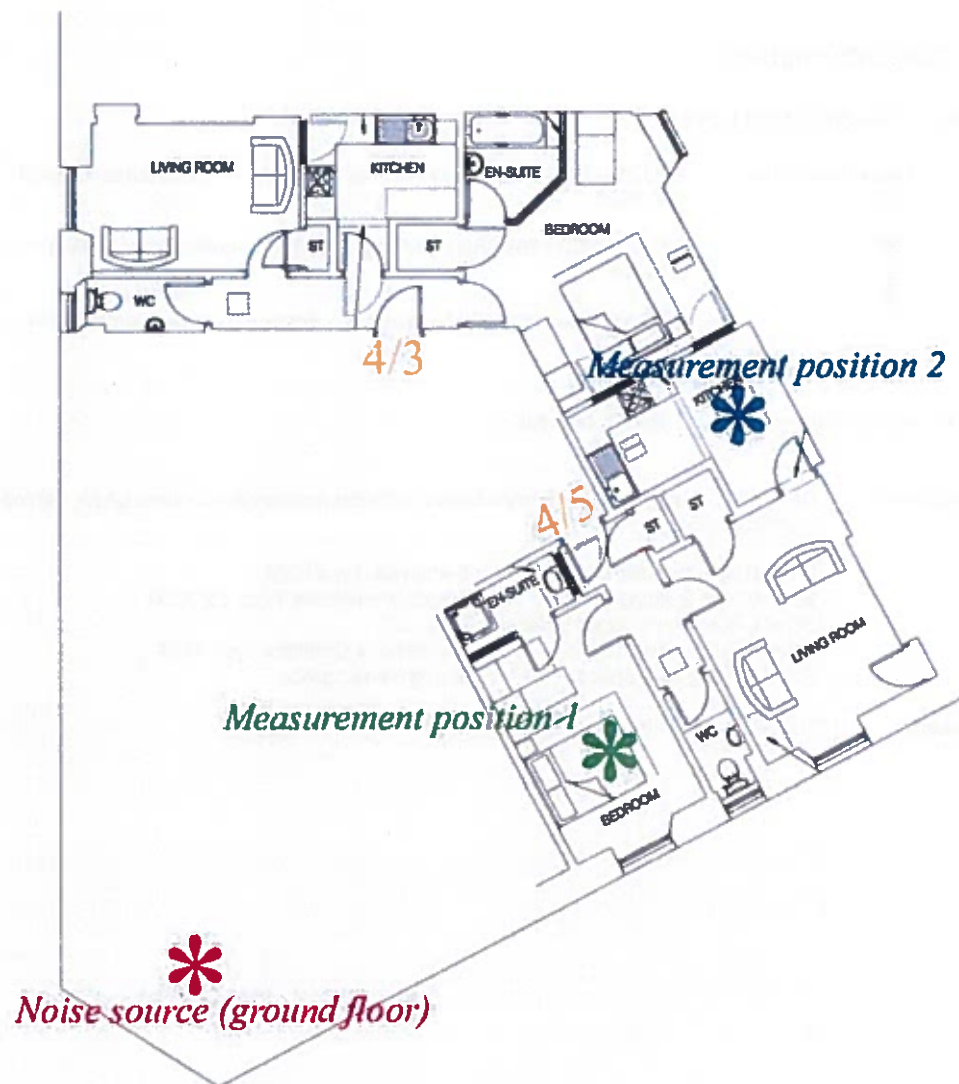 LIVING ROOM
KITCHEN
EN-SUITE
BEDROOM
ST
ST
WC
4/3
Measurement position 2
KITCHEN
4/5
ST
ST
EN-SUITE
LIVING ROOM
Measurement position 1
WC
BEDROOM
Noise source (ground floor)